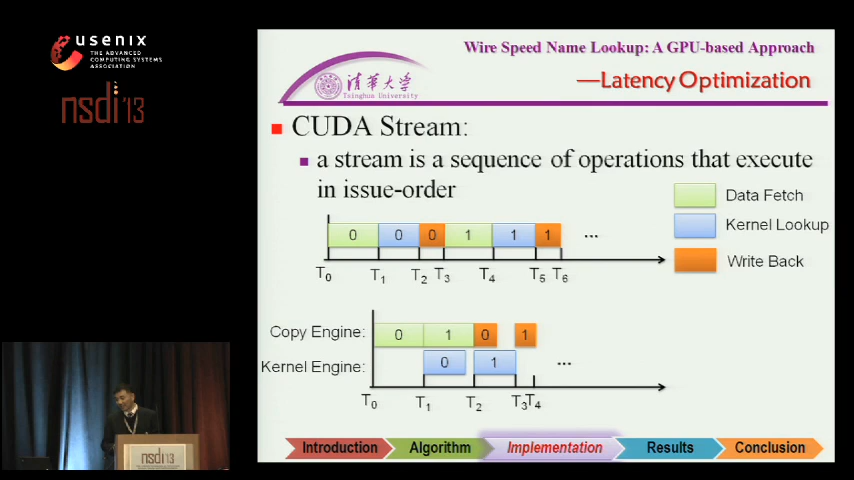 usenix
THE ADVANCED
COMPUTING SYSTEMS
ASSOCIATION
nsdi '13
Wire Speed Name Lookup: A GPU-based Approach
清华大学
Tsinghua University
—Latency Optimization
CUDA Stream:
a stream is a sequence of operations that execute
in issue-order
Data Fetch
Kernel Lookup
Write Back
0 0 0 1 1 1 ...
T0 T1 T2 T3 T4 T5 T6
Copy Engine: 0 1 0 1
Kernel Engine: 0 1 ...
T0 T1 T2 T3 T4
Introduction Algorithm Implementation Results Conclusion
nsdi'13